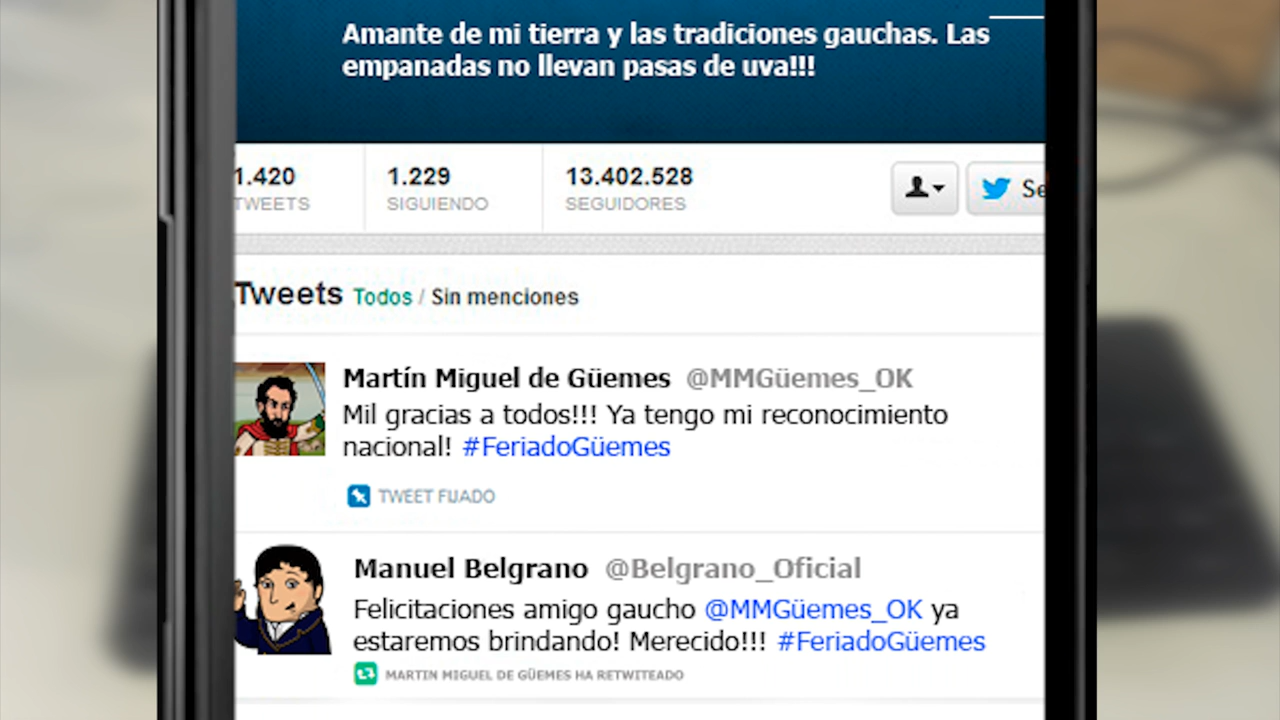 Amante de mi tierra y las tradiciones gauchas. Las
empanadas no llevan pasas de uva!!!
1.420 1.229 13.402.528
TWEETS SIGUIENDO SEGUIDORES
Se
Tweets Todos / Sin menciones
Martín Miguel de Güemes @MMGüemes_OK
Mil gracias a todos!!! Ya tengo mi reconocimiento
nacional! #FeriadoGüemes
TWEET FIJADO
Manuel Belgrano @Belgrano_Oficial
Felicitaciones amigo gaucho @MMGüemes_OK ya
estaremos brindando! Merecido!!! #FeriadoGüemes
MARTIN MIGUEL DE GÜEMES HA RETWITEADO